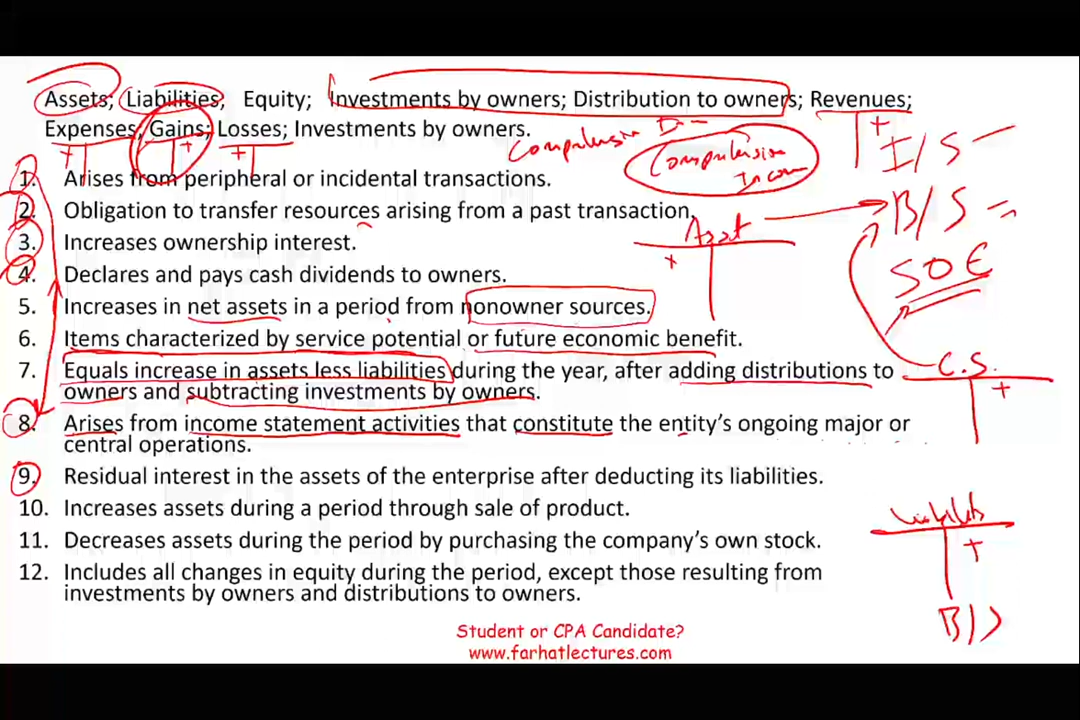 Assets; Liabilities; Equity; Investments by owners; Distribution to owners; Revenues;
Expenses; Gains; Losses; Investments by owners.
+ + + +
I/S
Comprehensive
Comprehensive
Income
1. Arises from peripheral or incidental transactions.
2. Obligation to transfer resources arising from a past transaction.
B/S
Asset
+
3. Increases ownership interest.
SOE
4. Declares and pays cash dividends to owners.
5. Increases in net assets in a period from nonowner sources.
6. Items characterized by service potential or future economic benefit.
7. Equals increase in assets less liabilities during the year, after adding distributions to
owners and subtracting investments by owners.
C.S.
+
8. Arises from income statement activities that constitute the entity's ongoing major or
central operations.
9. Residual interest in the assets of the enterprise after deducting its liabilities.
10. Increases assets during a period through sale of product.
11. Decreases assets during the period by purchasing the company's own stock.
+
12. Includes all changes in equity during the period, except those resulting from
investments by owners and distributions to owners.
B/S
Student or CPA Candidate?
www.farhatlectures.com